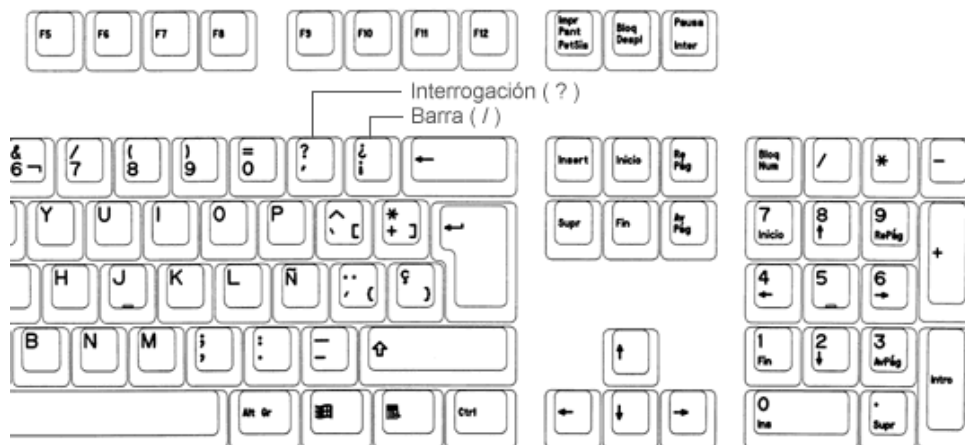 F5 F6 F7 F8 F9 F10 F11 F12 Impr Pant PetSis Bloq Despl Pausa Inter
Interrogación ( ? )
Barra ( / )
& 6 ¬ / 7 ( 8 ) 9 = 0 ? ' ¿ ¡ ← Insert Inicio Re Pág Bloq Num / * -
Y U I O P ^ ` [ * + ] Supr Fin Av Pág 7 Inicio 8 ↑ 9 RePág +
H J _ K L Ñ ¨ ´ { ç } 4 ← 5 _ 6 →
B N M ; , : . — – ⇧ ↑ 1 Fin 2 ↓ 3 AvPág Intro
Alt Gr Ctrl ← ↓ → 0 Ins . Supr